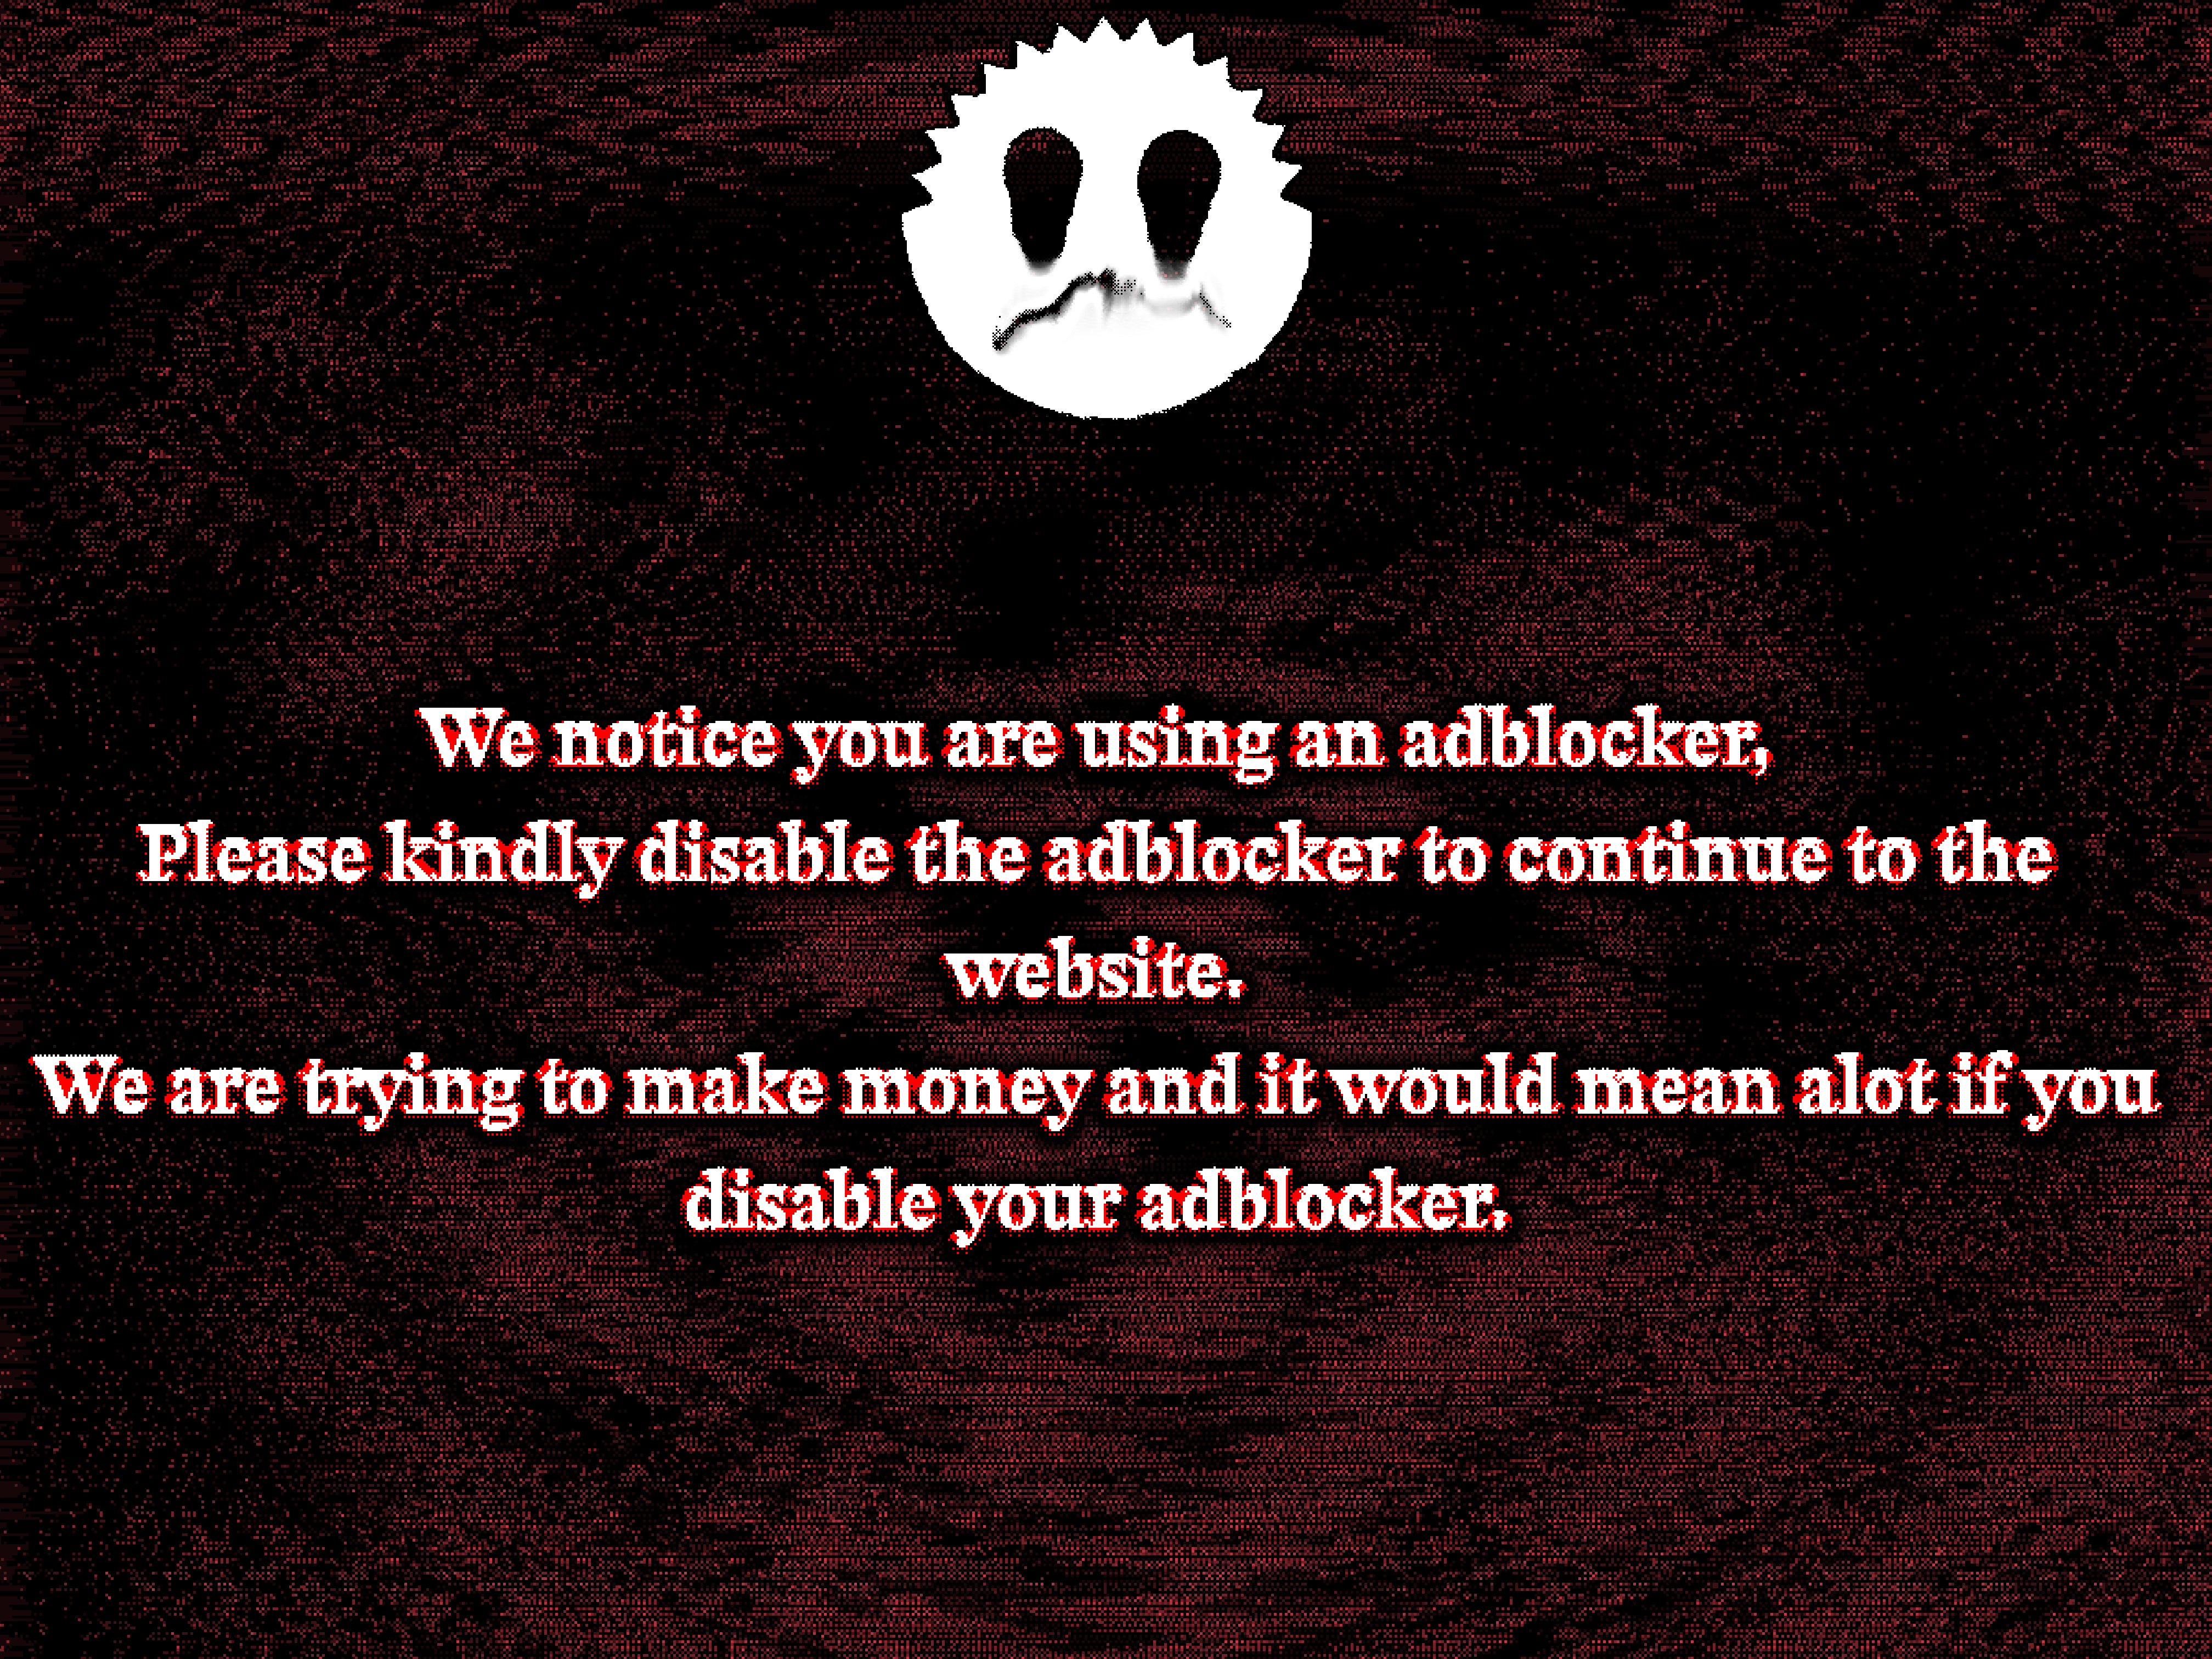 We notice you are using an adblocker,
Please kindly disable the adblocker to continue to the
website.
We are trying to make money and it would mean alot if you
disable your adblocker.